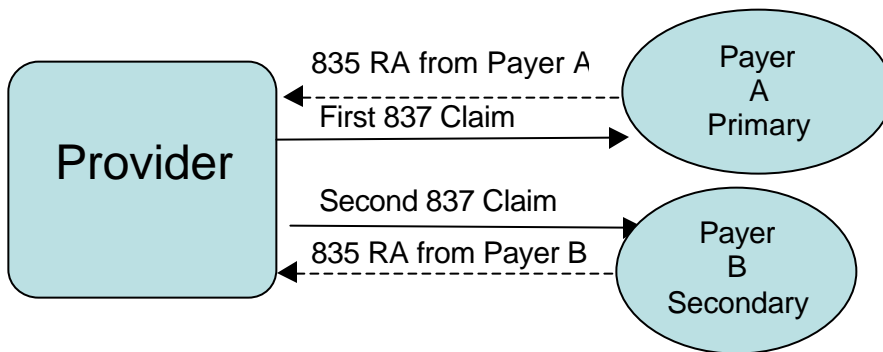 Provider
835 RA from Payer A
First 837 Claim
Second 837 Claim
835 RA from Payer B
Payer
A
Primary
Payer
B
Secondary